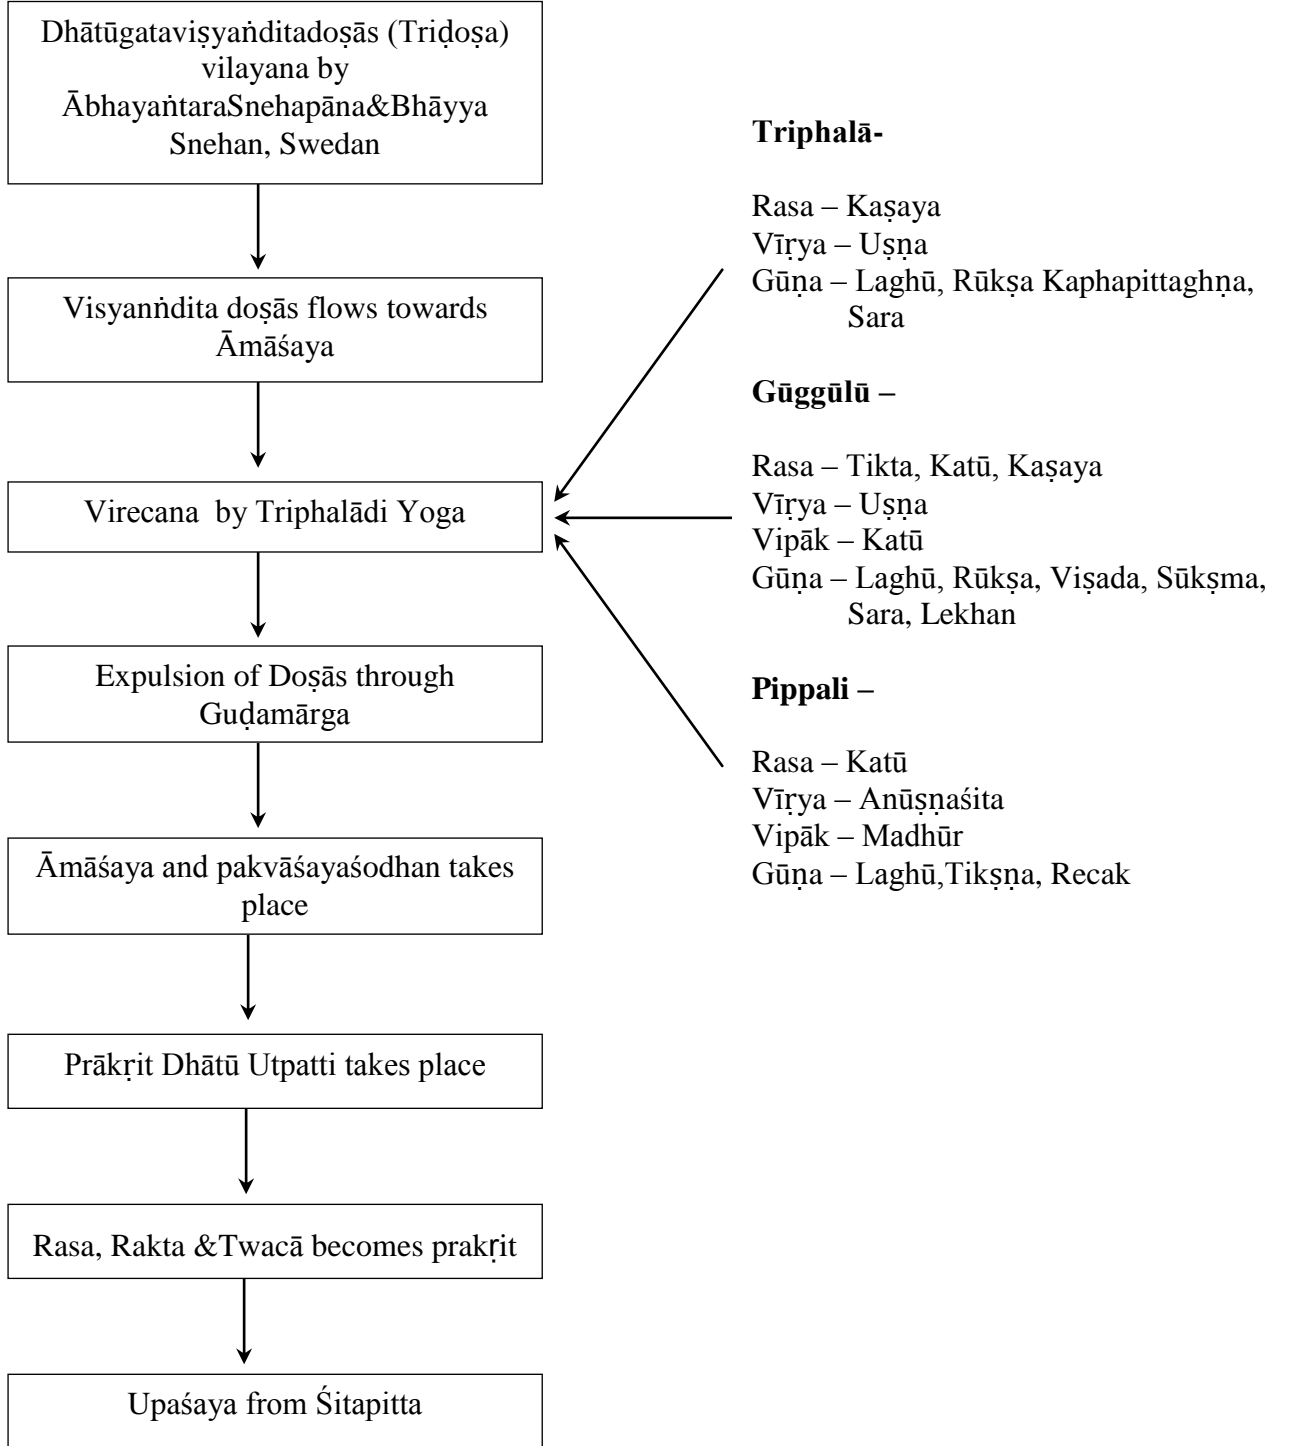 Dhātūgataviṣyaṅditadoṣās (Triḍoṣa)
vilayana by
ĀbhayaṅtaraSnehapāna&Bhāyya
Snehan, Swedan
Visyanṅdita doṣās flows towards
Āmāśaya
Virecana by Triphalādi Yoga
Expulsion of Doṣās through
Guḍamārga
Āmāśaya and pakvāśayaśodhan takes
place
Prākṛit Dhātū Utpatti takes place
Rasa, Rakta &Twacā becomes prakṛit
Upaśaya from Śitapitta
Triphalā-
Rasa – Kaṣaya
Vīṛya – Uṣṇa
Gūṇa – Laghū, Rūkṣa Kaphapittaghṇa,
Sara
Gūggūlū –
Rasa – Tikta, Katū, Kaṣaya
Vīṛya – Uṣṇa
Vipāk – Katū
Gūṇa – Laghū, Rūkṣa, Viṣada, Sūkṣma,
Sara, Lekhan
Pippali –
Rasa – Katū
Vīṛya – Anūṣṇaśita
Vipāk – Madhūr
Gūṇa – Laghū,Tikṣṇa, Recak